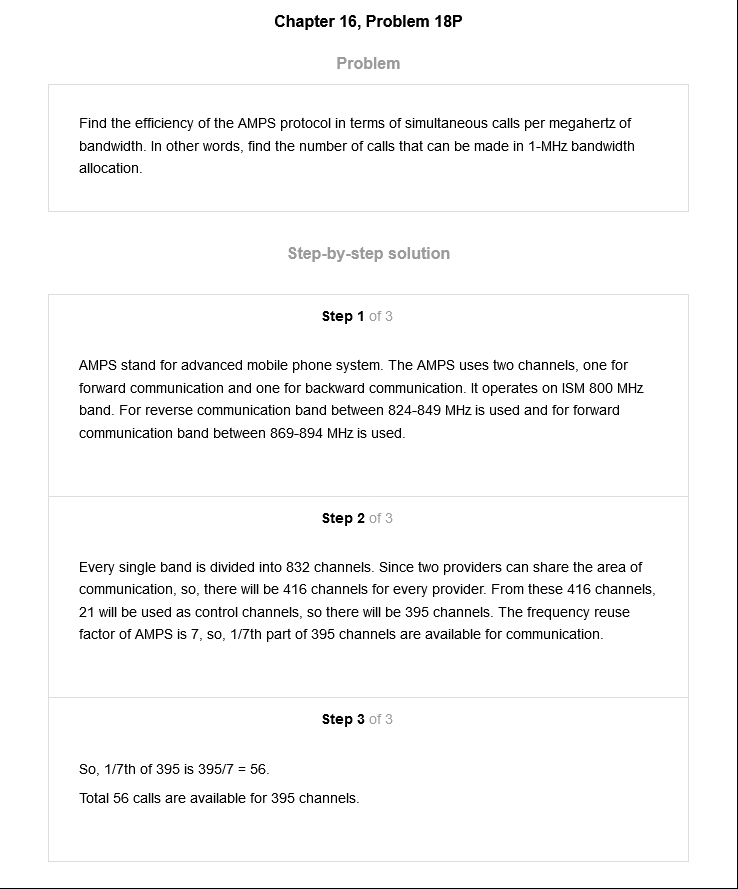 Chapter 16, Problem 18P
Problem
Find the efficiency of the AMPS protocol in terms of simultaneous calls per megahertz of
bandwidth. In other words, find the number of calls that can be made in 1-MHz bandwidth
allocation.
Step-by-step solution
Step 1 of 3
AMPS stand for advanced mobile phone system. The AMPS uses two channels, one for
forward communication and one for backward communication. It operates on ISM 800 MHz
band. For reverse communication band between 824-849 MHz is used and for forward
communication band between 869-894 MHz is used.
Step 2 of 3
Every single band is divided into 832 channels. Since two providers can share the area of
communication, so, there will be 416 channels for every provider. From these 416 channels,
21 will be used as control channels, so there will be 395 channels. The frequency reuse
factor of AMPS is 7, so, 1/7th part of 395 channels are available for communication.
Step 3 of 3
So, 1/7th of 395 is 395/7 = 56.
Total 56 calls are available for 395 channels.